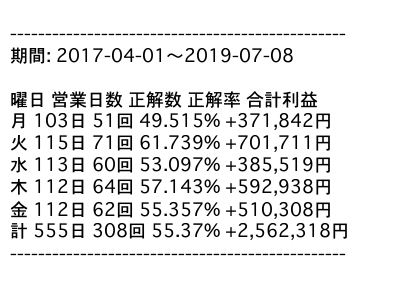 ------------------------------------------------
期間: 2017-04-01〜2019-07-08
曜日 営業日数 正解数 正解率 合計利益
月 103日 51回 49.515% +371,842円
火 115日 71回 61.739% +701,711円
水 113日 60回 53.097% +385,519円
木 112日 64回 57.143% +592,938円
金 112日 62回 55.357% +510,308円
計 555日 308回 55.37% +2,562,318円
------------------------------------------------